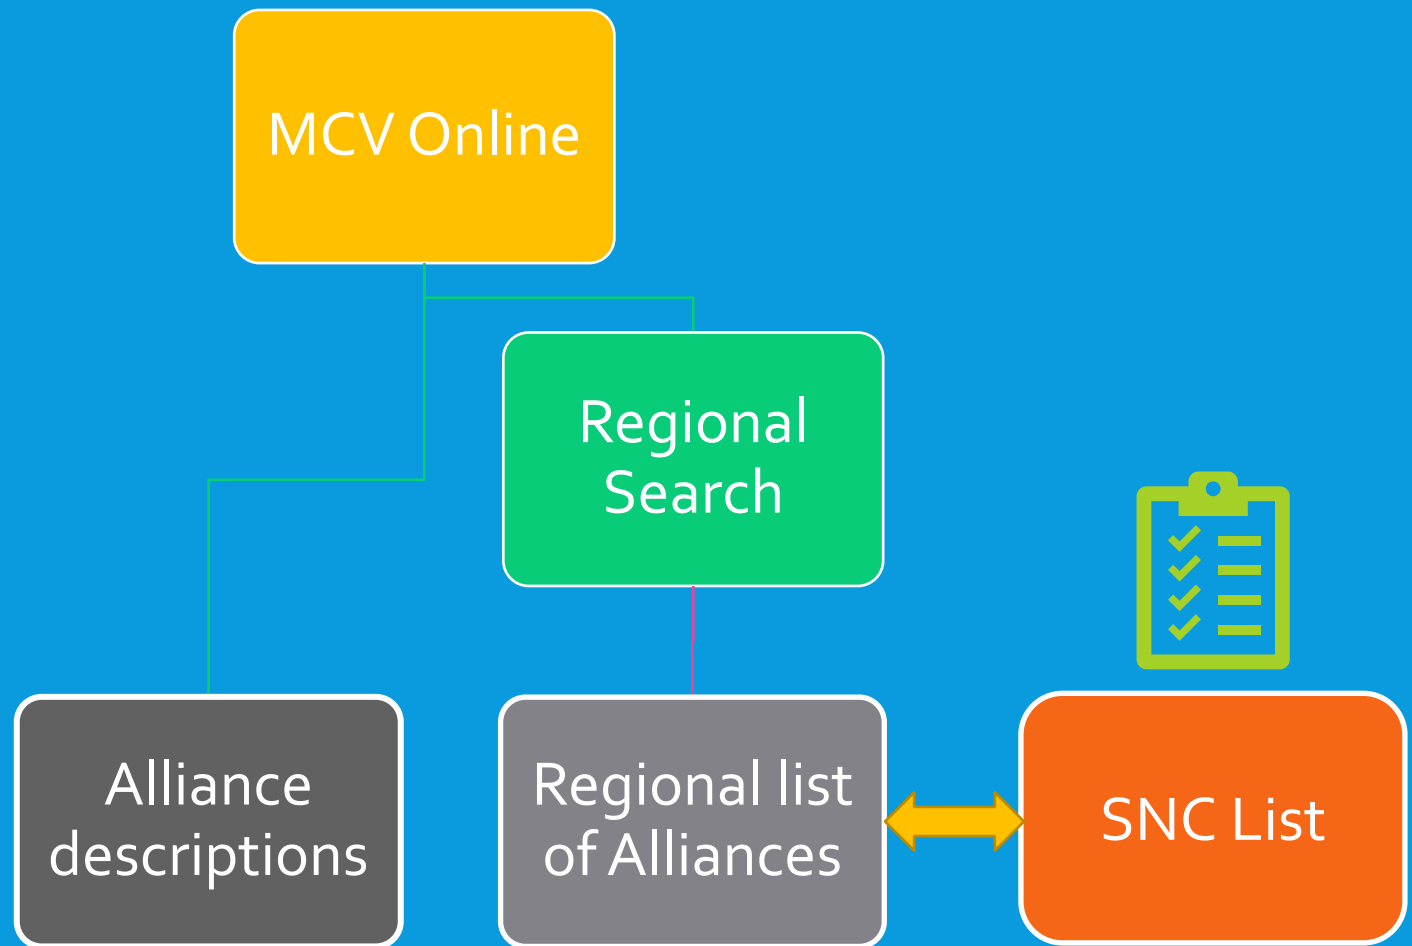 MCV Online
Regional
Search
Alliance
descriptions
Regional list
of Alliances
SNC List